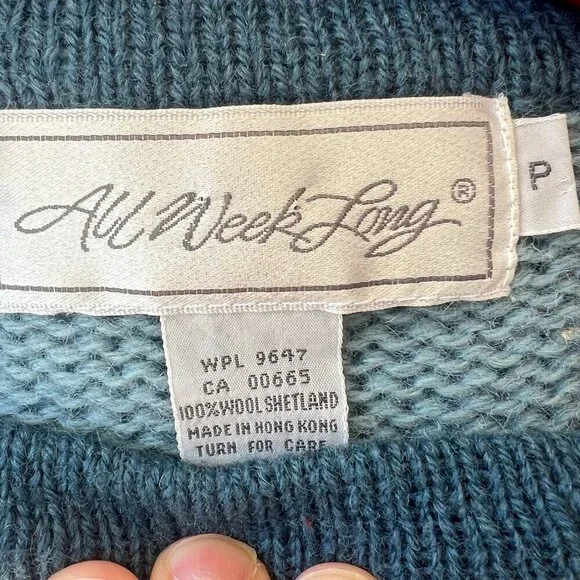 All Week Long®
P
WPL 9647
CA 00665
100% WOOL SHETLAND
MADE IN HONG KONG
TURN FOR CARE